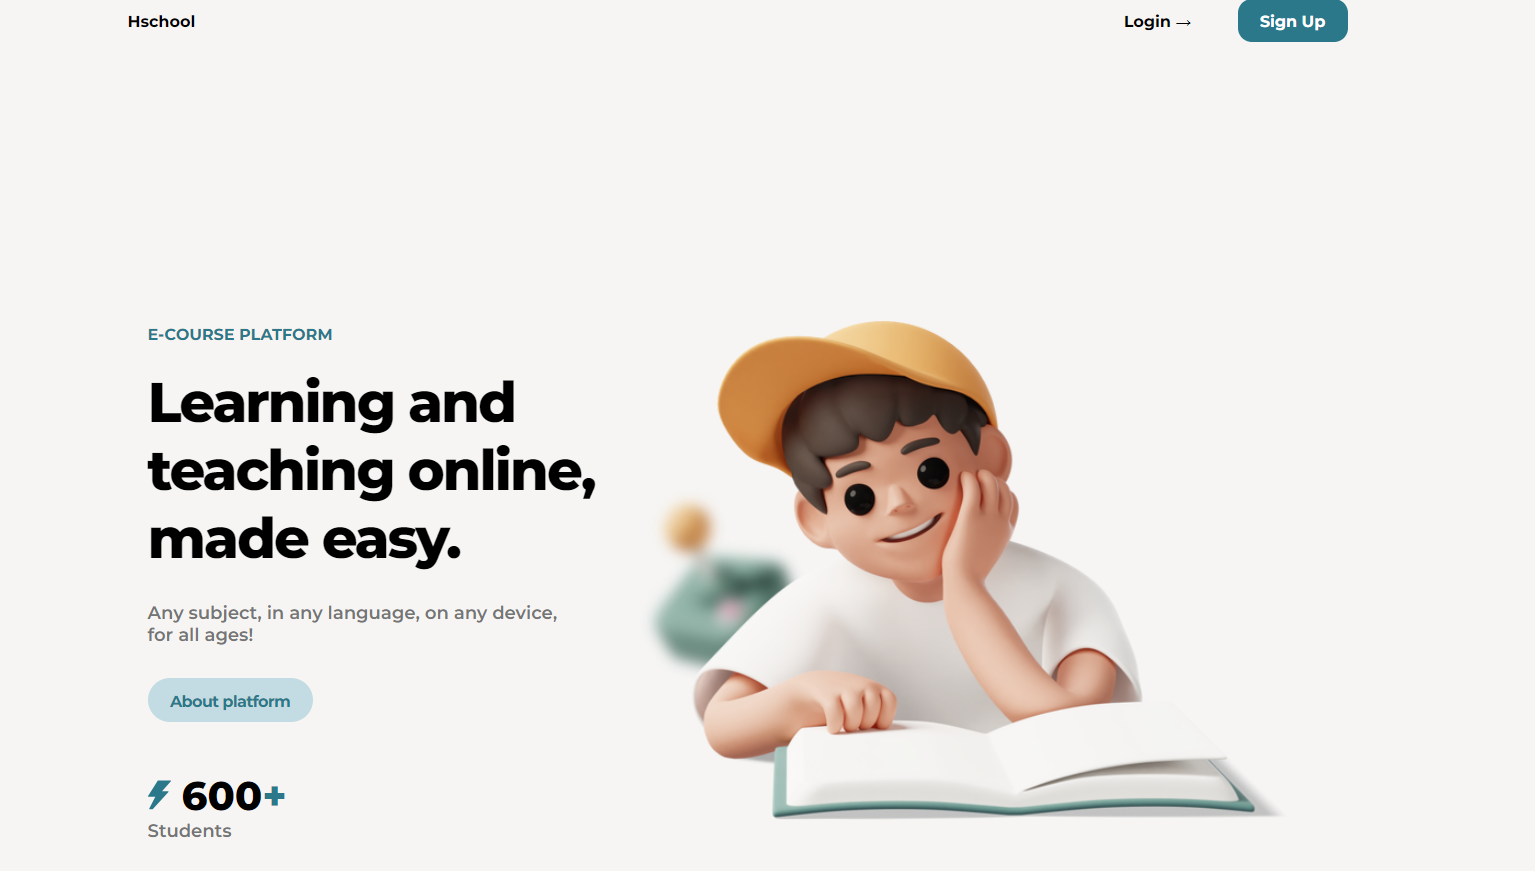 Hschool
Login →
Sign Up
E-COURSE PLATFORM
Learning and
teaching online,
made easy.
Any subject, in any language, on any device,
for all ages!
About platform
600+
Students